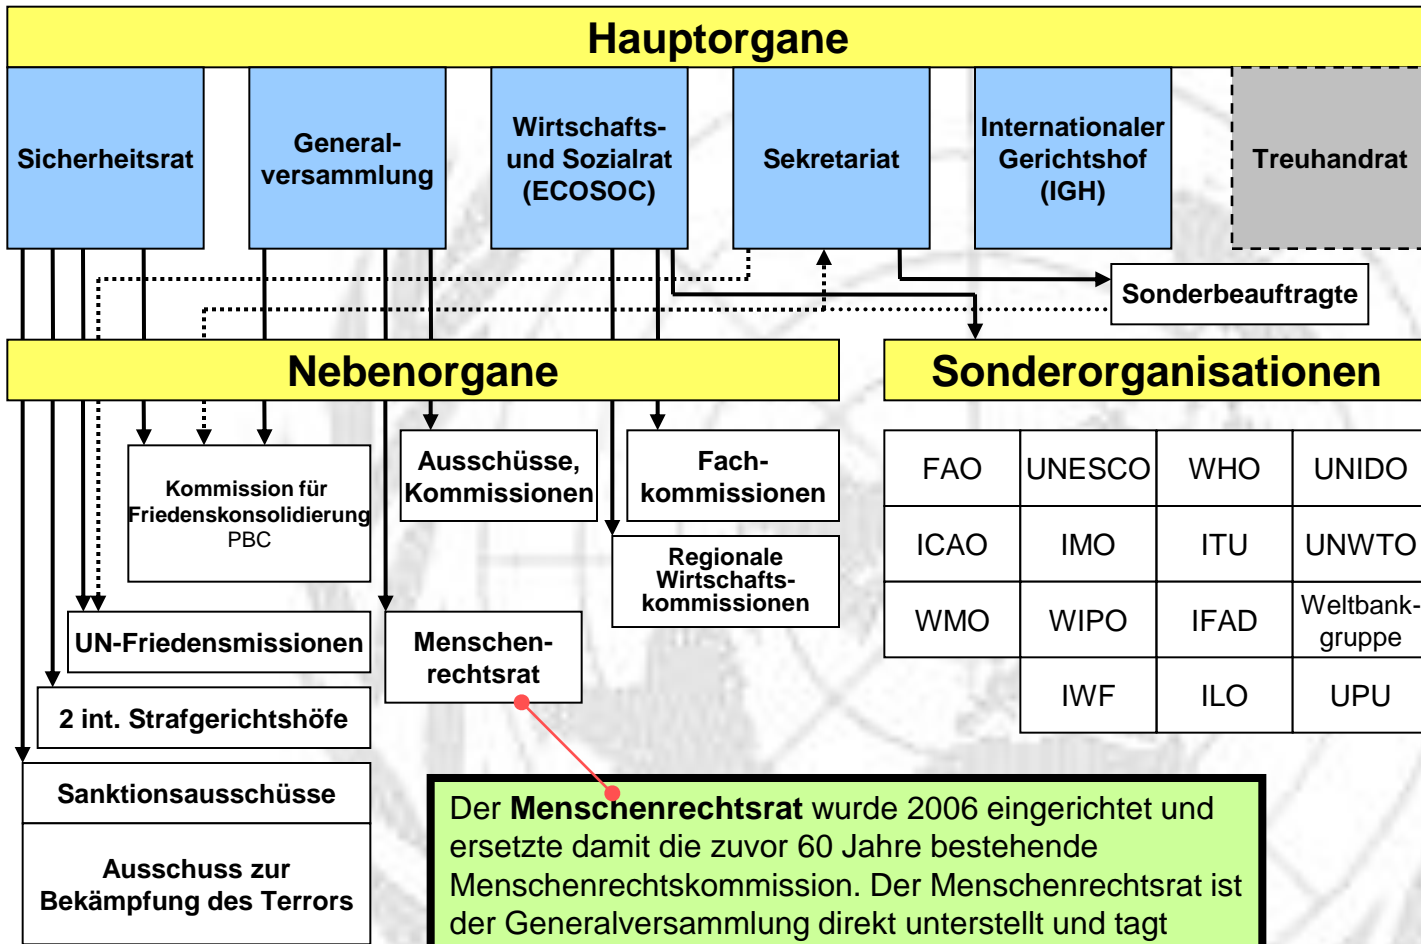 Hauptorgane
Sicherheitsrat
General-
versammlung
Wirtschafts-
und Sozialrat
(ECOSOC)
Sekretariat
Internationaler
Gerichtshof
(IGH)
Treuhandrat
Sonderbeauftragte
Nebenorgane
Sonderorganisationen
Kommission für
Friedenskonsolidierung
PBC
Ausschüsse,
Kommissionen
Fach-
kommissionen
Regionale
Wirtschafts-
kommissionen
UN-Friedensmissionen
Menschen-
rechtsrat
2 int. Strafgerichtshöfe
Sanktionsausschüsse
Ausschuss zur
Bekämpfung des Terrors
FAO UNESCO WHO UNIDO
ICAO IMO ITU UNWTO
WMO WIPO IFAD Weltbank-
gruppe
IWF ILO UPU
Der Menschenrechtsrat wurde 2006 eingerichtet und
ersetzte damit die zuvor 60 Jahre bestehende
Menschenrechtskommission. Der Menschenrechtsrat ist
der Generalversammlung direkt unterstellt und tagt